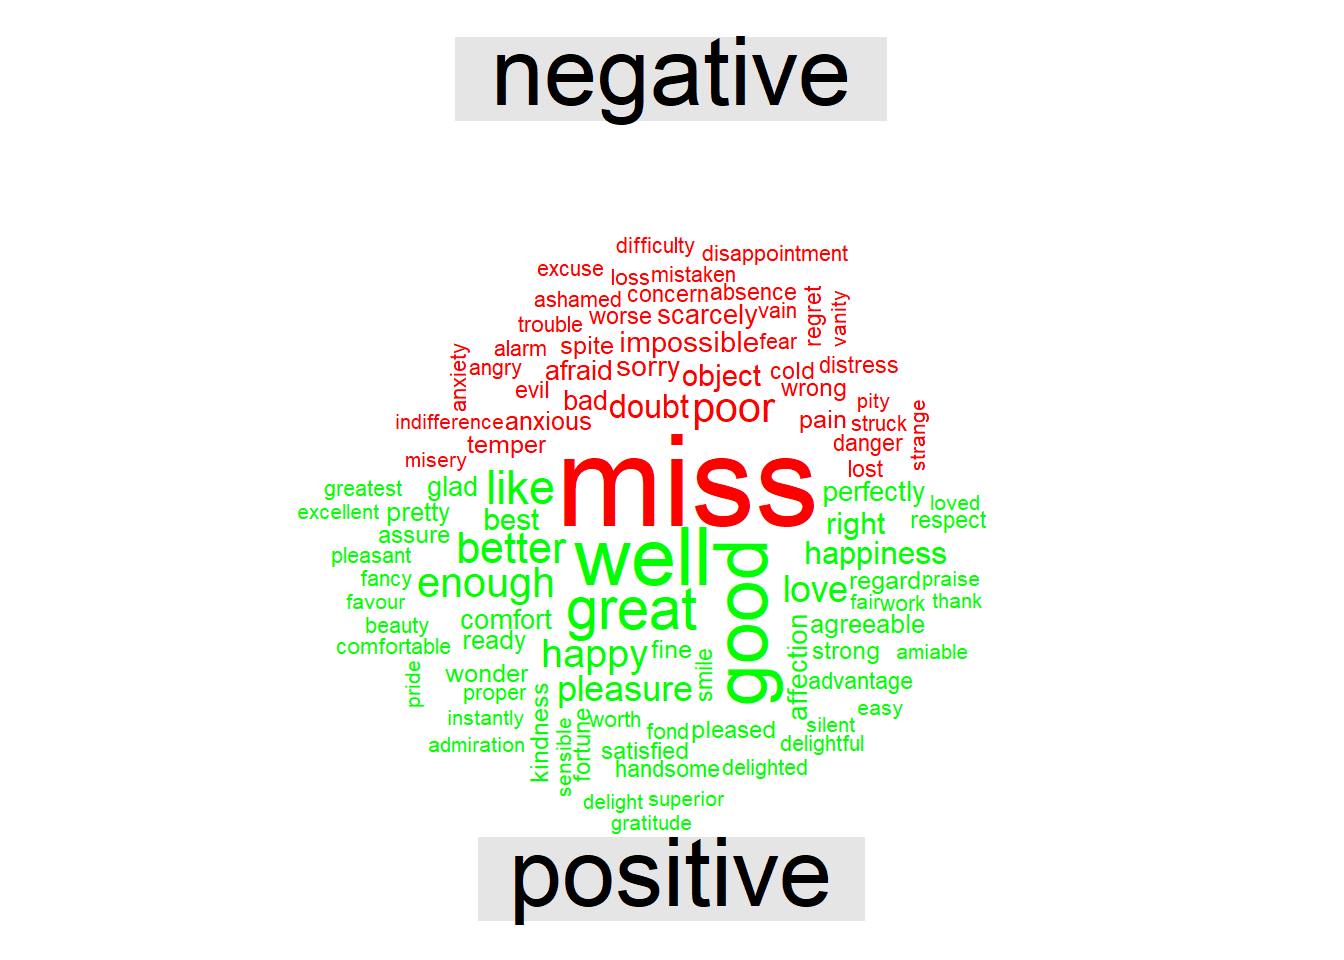 negative
difficulty
disappointment
excuse
loss
mistaken
ashamed
concern
absence
regret
vanity
trouble
worse
scarcely
vain
anxiety
alarm
spite
impossible
fear
angry
afraid
sorry
object
cold
distress
evil
bad
doubt
poor
wrong
pity
indifference
anxious
pain
struck
strange
temper
danger
misery
miss
lost
greatest
glad
like
perfectly
loved
excellent
pretty
best
right
respect
assure
pleasant
better
well
good
happiness
fancy
enough
love
regard
praise
favour
great
fair
work
thank
beauty
comfort
agreeable
comfortable
ready
happy
fine
smile
affection
strong
amiable
pride
wonder
proper
pleasure
advantage
instantly
kindness
sensible
fortune
worth
fond
pleased
silent
easy
admiration
satisfied
delightful
handsome
delighted
delight
superior
gratitude
positive